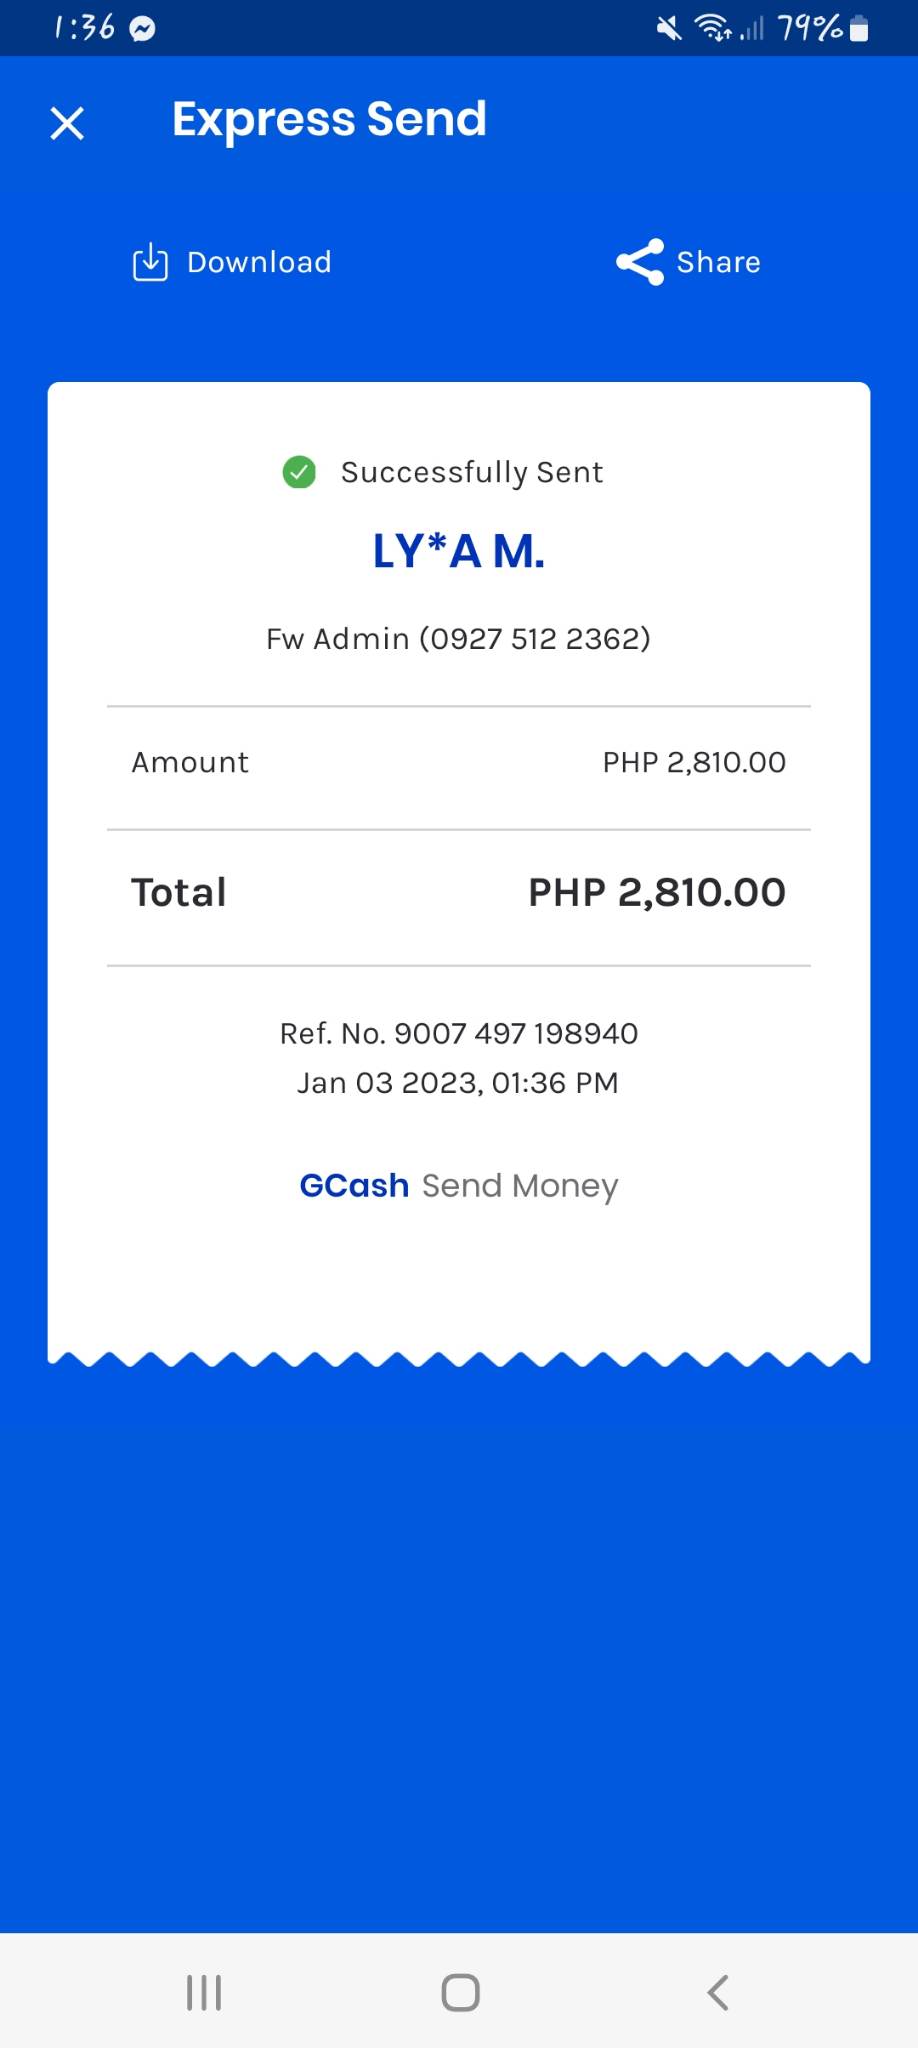 1:36 79%
Express Send
Download Share
Successfully Sent
LY*A M.
Fw Admin (0927 512 2362)
Amount PHP 2,810.00
Total PHP 2,810.00
Ref. No. 9007 497 198940
Jan 03 2023, 01:36 PM
GCash Send Money